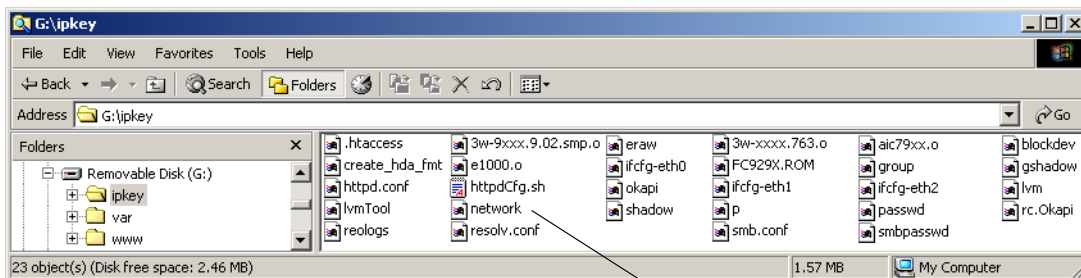 G:\ipkey
File Edit View Favorites Tools Help
Back Search Folders
Address G:\ipkey Go
Folders
Removable Disk (G:)
ipkey
var
www
.htaccess 3w-9xxx.9.02.smp.o eraw 3w-xxxx.763.o aic79xx.o blockdev
create_hda_fmt e1000.o ifcfg-eth0 FC929X.ROM group gshadow
httpd.conf httpdCfg.sh okapi ifcfg-eth1 ifcfg-eth2 lvm
lvmTool network shadow p passwd rc.Okapi
reologs resolv.conf smb.conf smbpasswd
23 object(s) (Disk free space: 2.46 MB) 1.57 MB My Computer